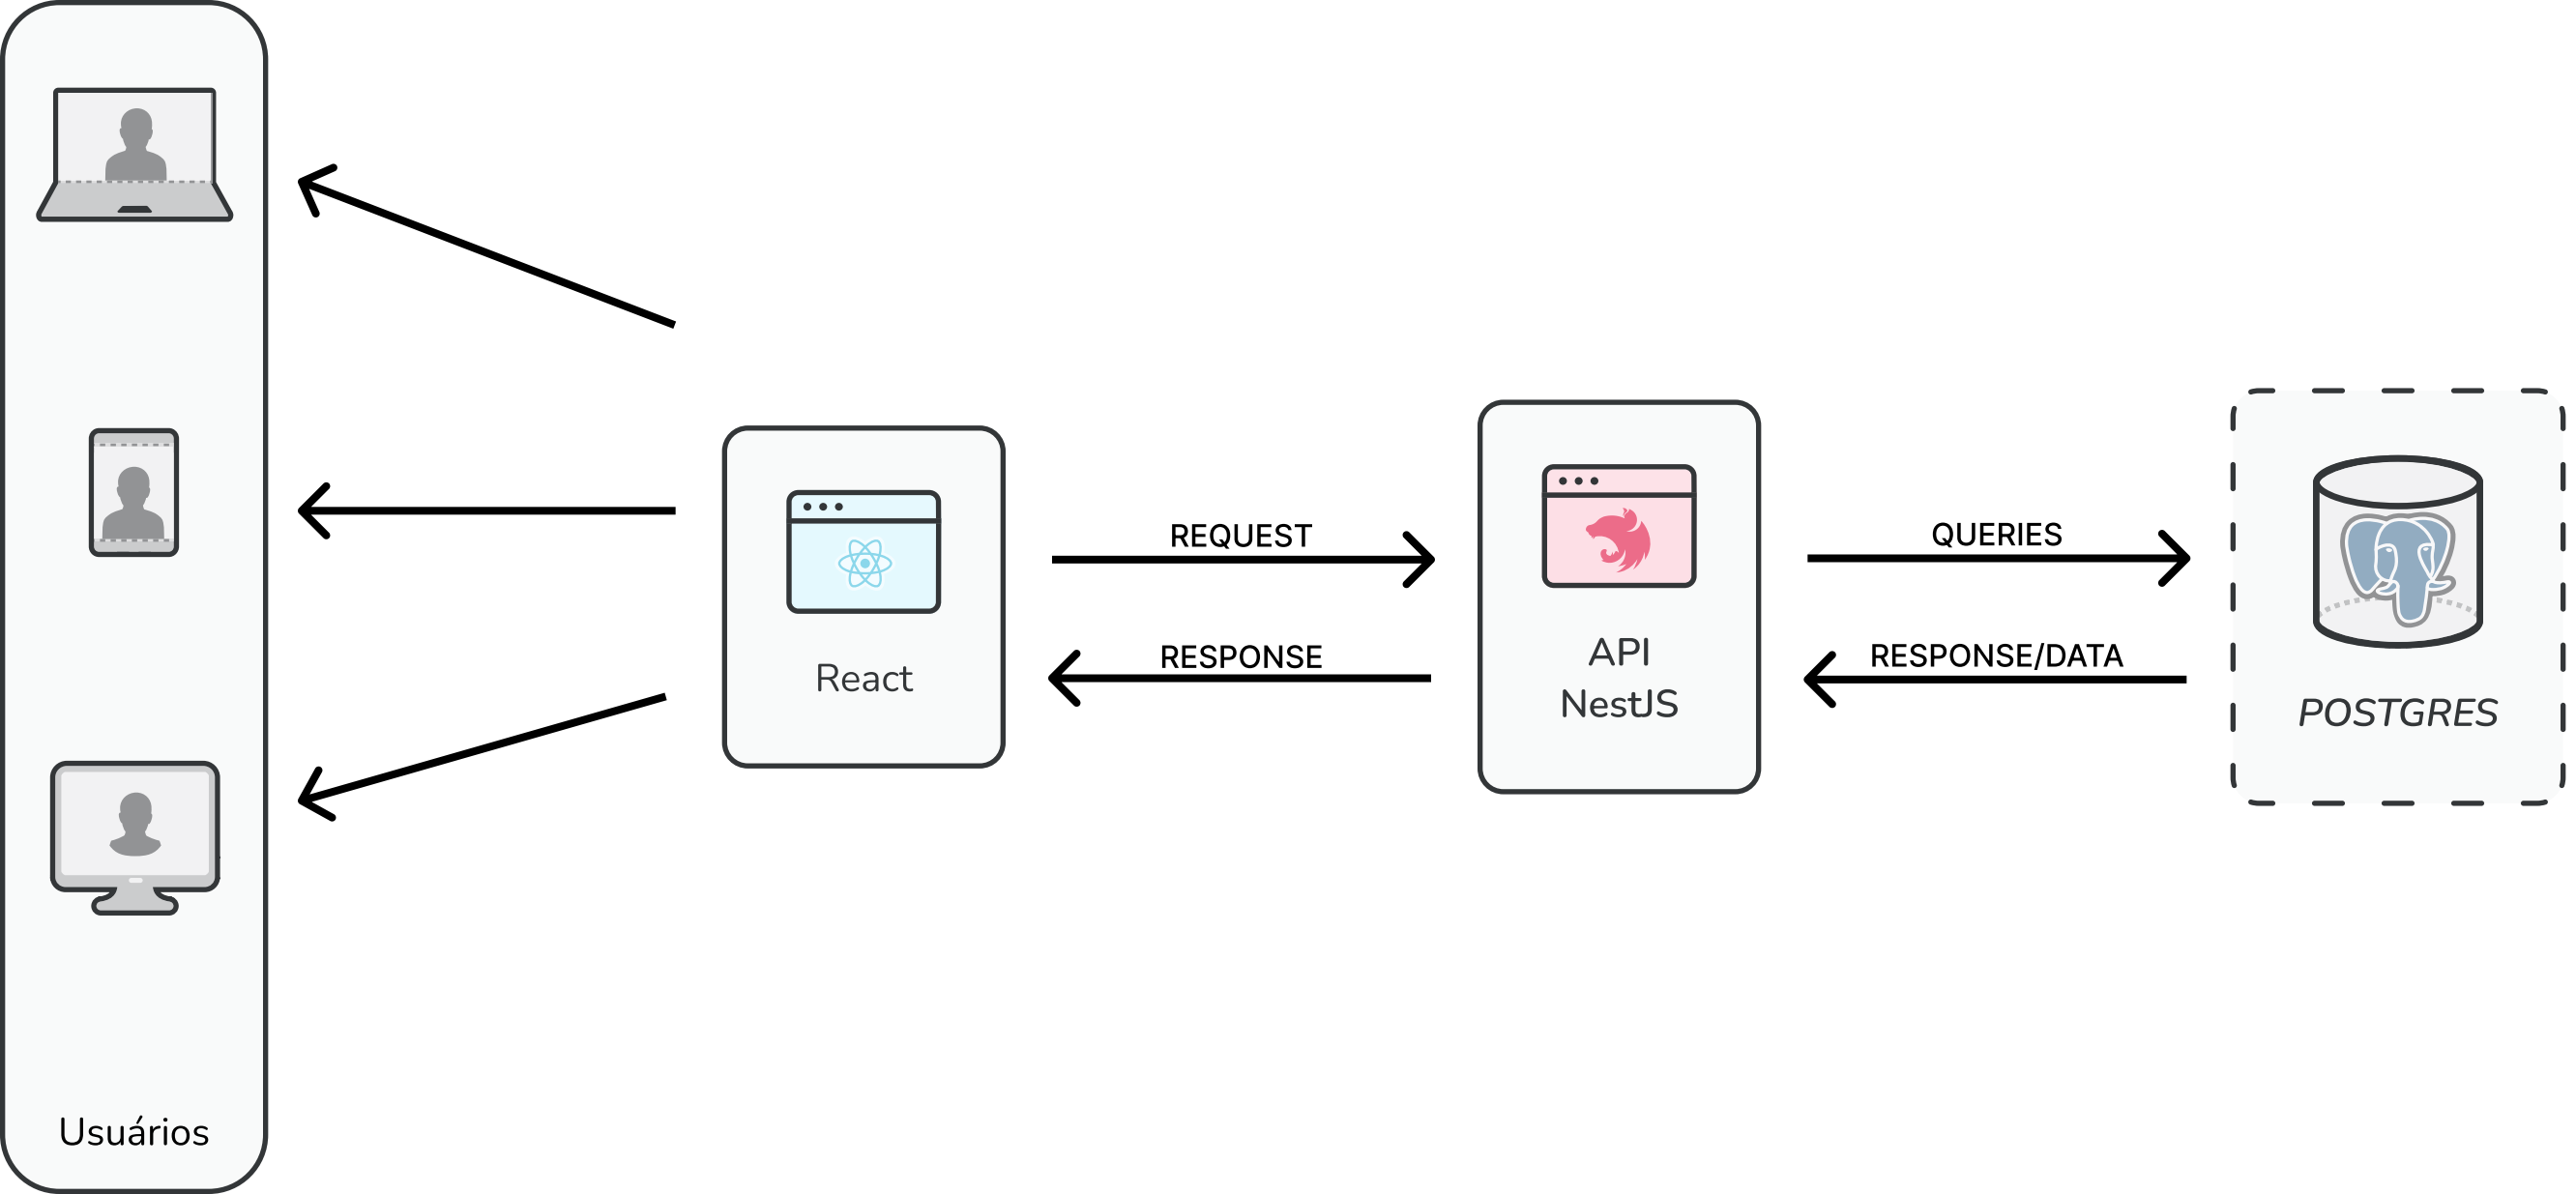 REQUEST
QUERIES
API
NestJS
RESPONSE
RESPONSE/DATA
React
POSTGRES
Usuários